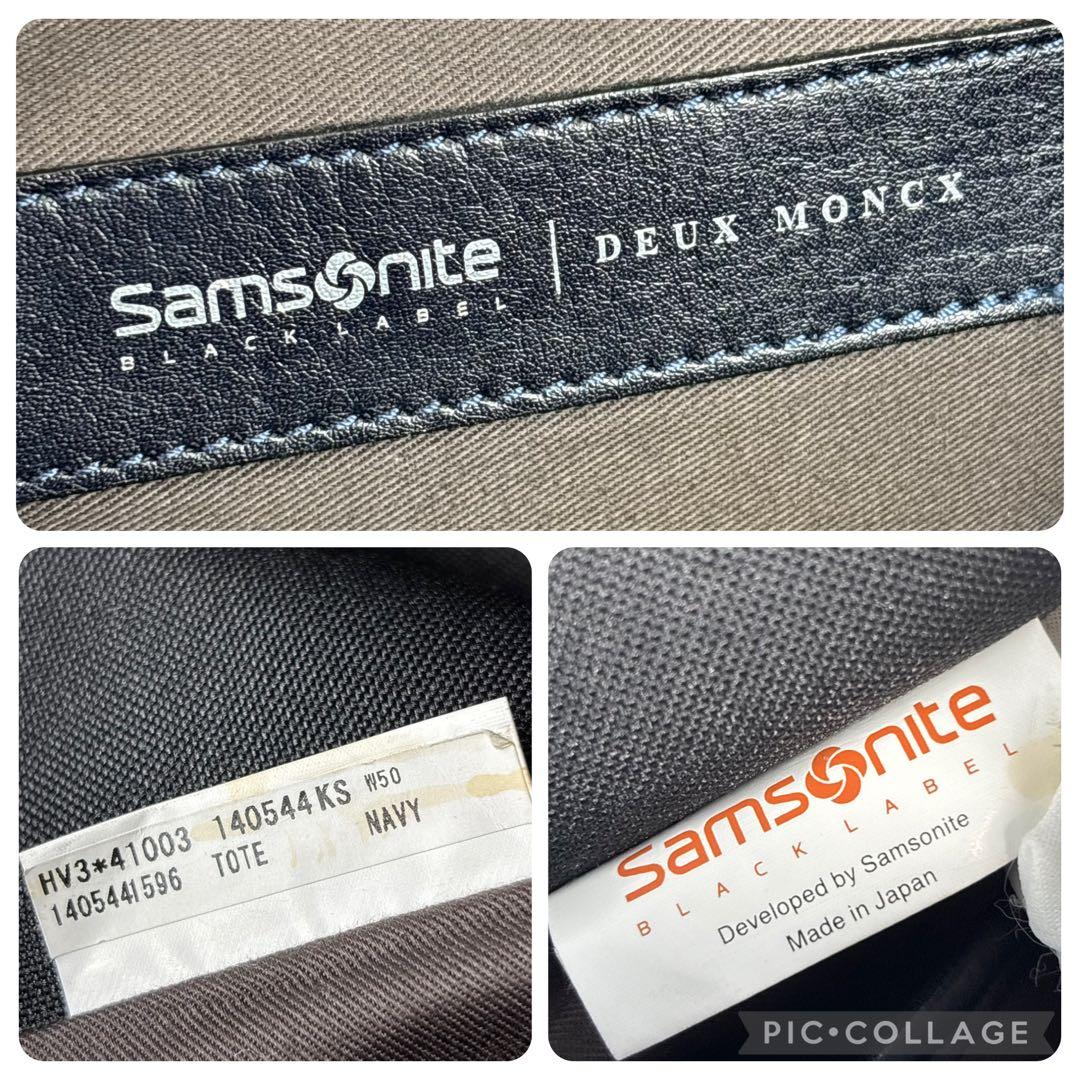 Samsonite | DEUX MONCX
BLACK LABEL
HV3*41003 140544KS W50
1405441596 TOTE NAVY
Samsonite
BLACK LABEL
Developed by Samsonite
Made in Japan
PIC•COLLAGE